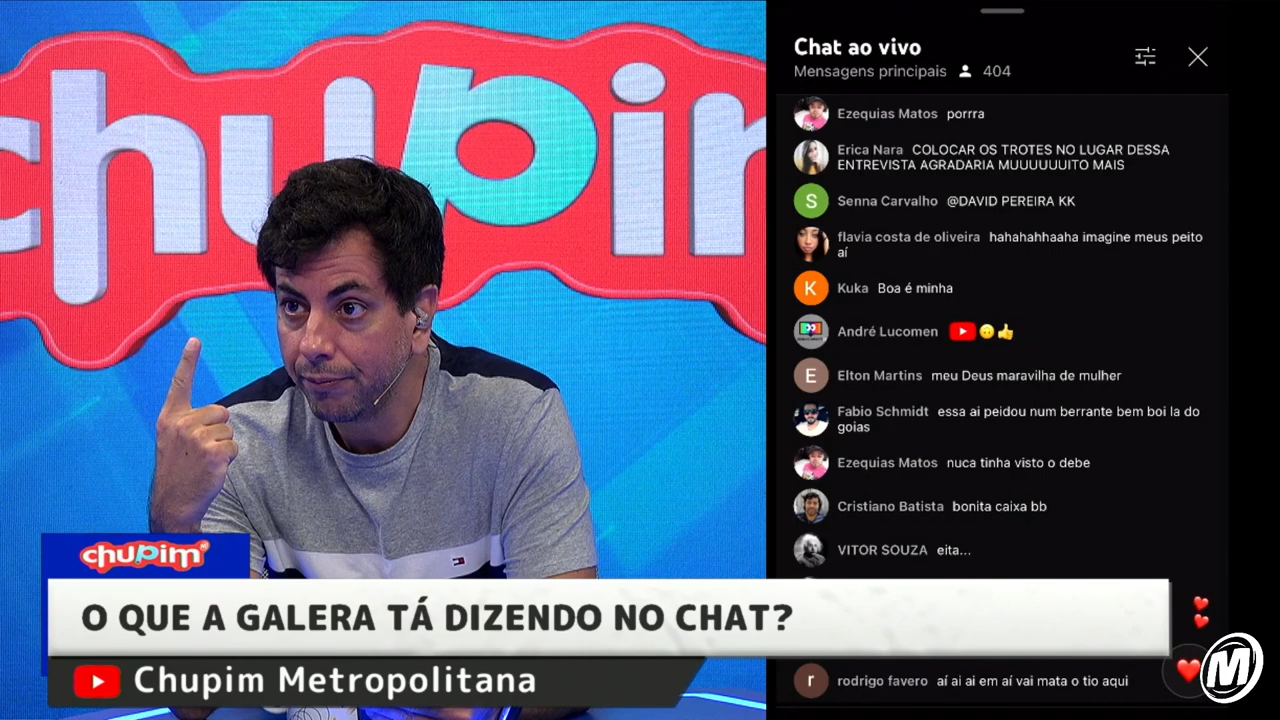 chupim
Chat ao vivo
Mensagens principais 404
Ezequias Matos porrra
Erica Nara COLOCAR OS TROTES NO LUGAR DESSA
ENTREVISTA AGRADARIA MUUUUUUITO MAIS
S Senna Carvalho @DAVID PEREIRA KK
flavia costa de oliveira hahahahhaaha imagine meus peito
aí
K Kuka Boa é minha
André Lucomen
E Elton Martins meu Deus maravilha de mulher
Fabio Schmidt essa ai peidou num berrante bem boi la do
goias
Ezequias Matos nuca tinha visto o debe
Cristiano Batista bonita caixa bb
VITOR SOUZA eita...
chupim
O QUE A GALERA TÁ DIZENDO NO CHAT?
Chupim Metropolitana
r rodrigo favero aí ai ai em aí vai mata o tio aqui
M